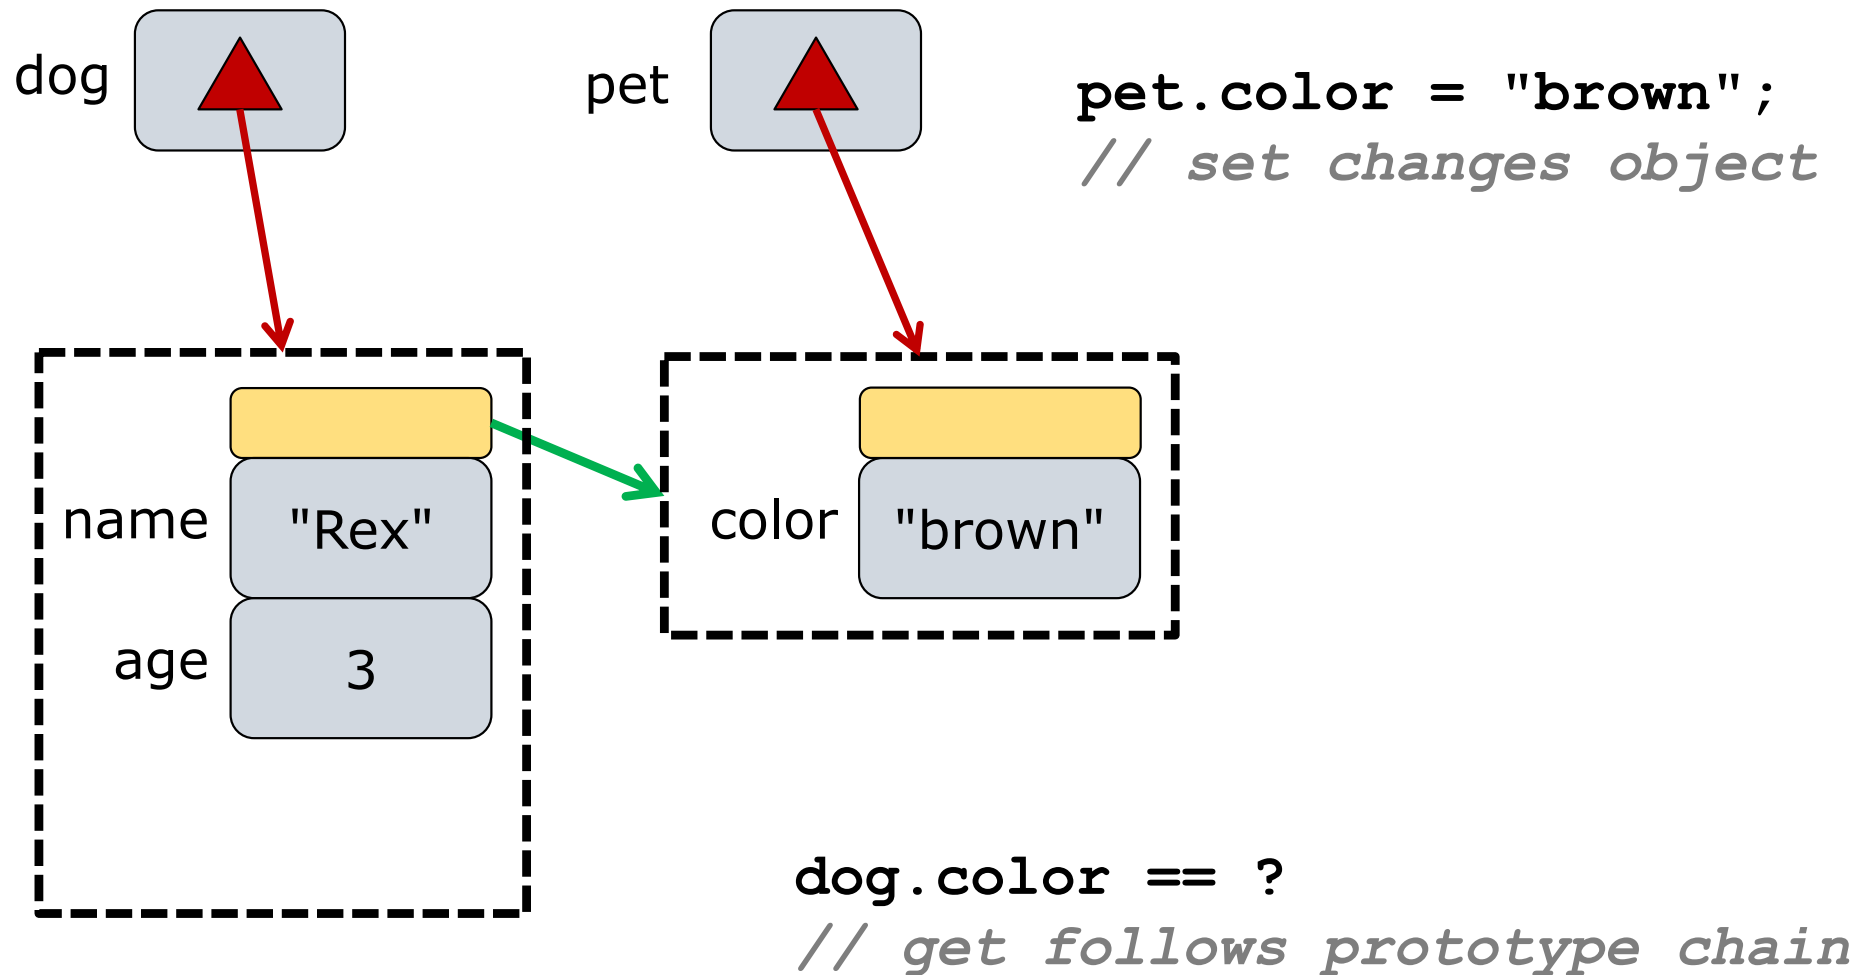 dog
pet
pet.color = "brown";
// set changes object
name "Rex"
color "brown"
age 3
dog.color == ?
// get follows prototype chain